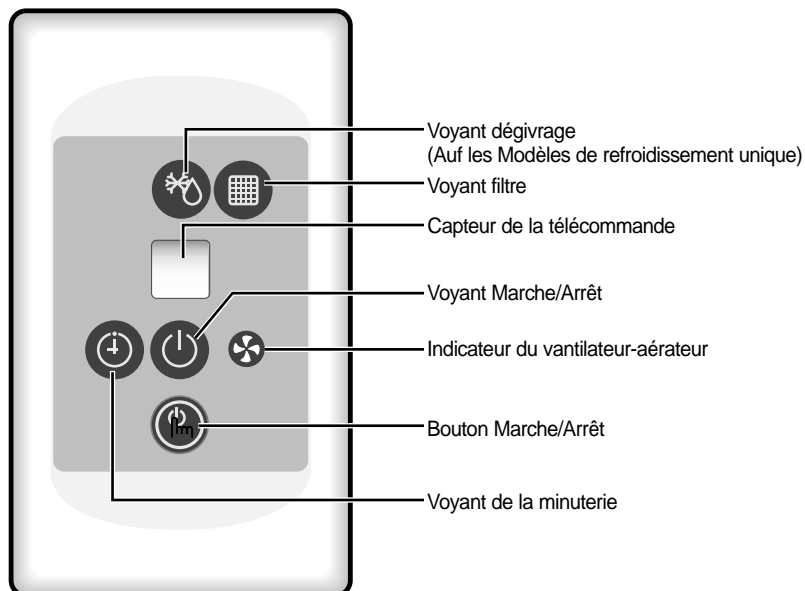 Voyant dégivrage
(Auf les Modèles de refroidissement unique)
Voyant filtre
Capteur de la télécommande
Voyant Marche/Arrêt
Indicateur du vantilateur-aérateur
Bouton Marche/Arrêt
Voyant de la minuterie